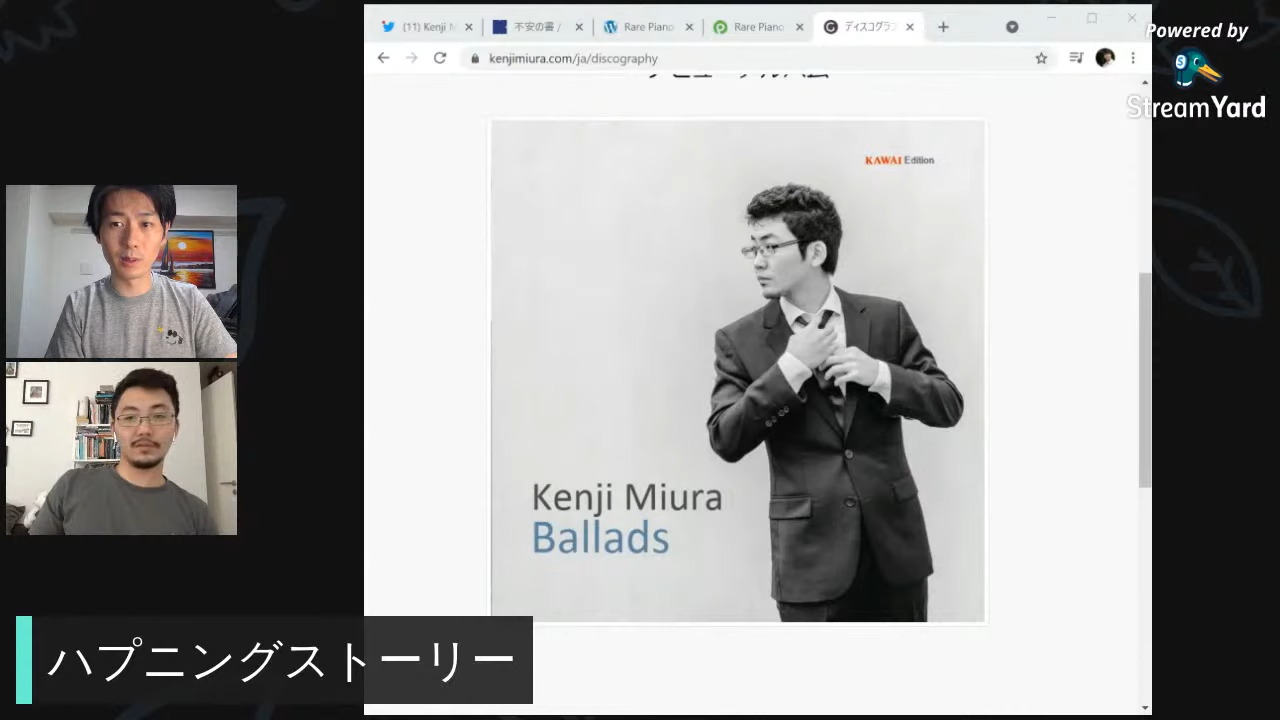 (11) Kenji M
不安の書 /
Rare Piano
Rare Piano
ディスコグラフ
kenjimiura.com/ja/discography
Powered by
StreamYard
KAWAI Edition
Kenji Miura
Ballads
ハプニングストーリー